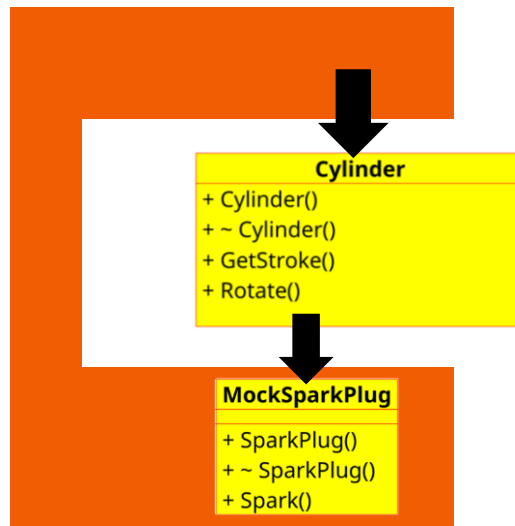 Cylinder
+ Cylinder()
+ ~ Cylinder()
+ GetStroke()
+ Rotate()
MockSparkPlug
+ SparkPlug()
+ ~ SparkPlug()
+ Spark()